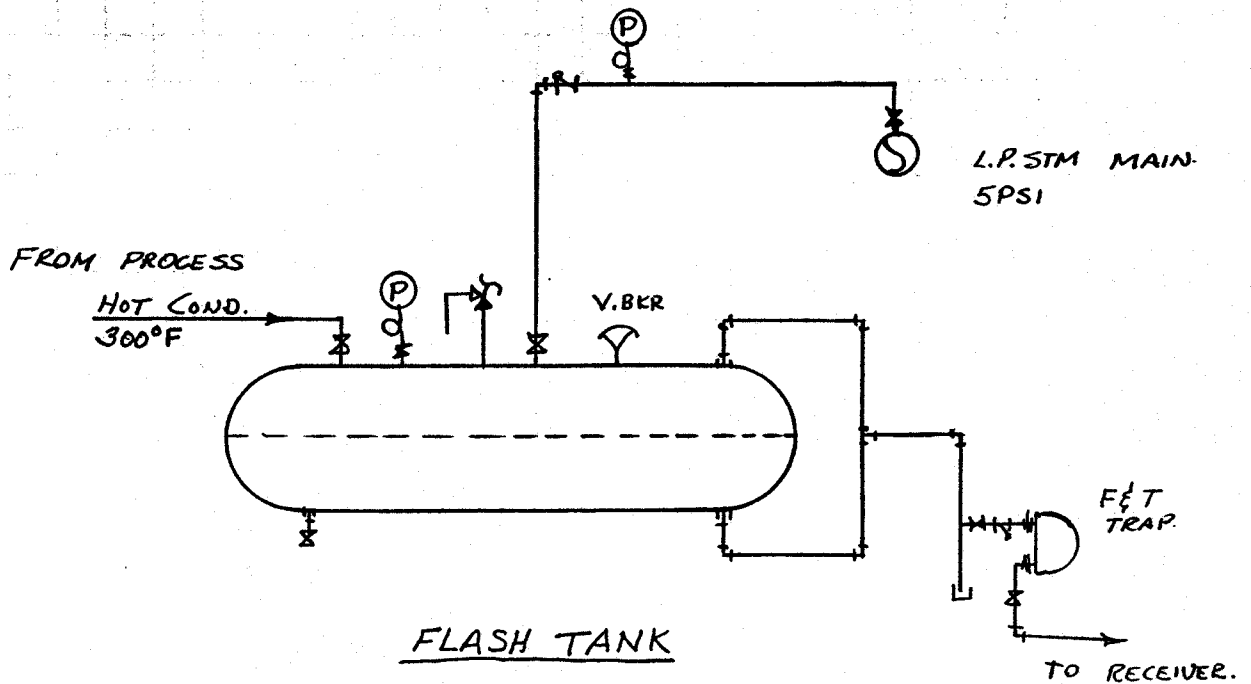 P
L.P. STM MAIN.
5PSI
FROM PROCESS
HOT COND.
300°F
P
V.BKR
F&T
TRAP.
FLASH TANK
TO RECEIVER.